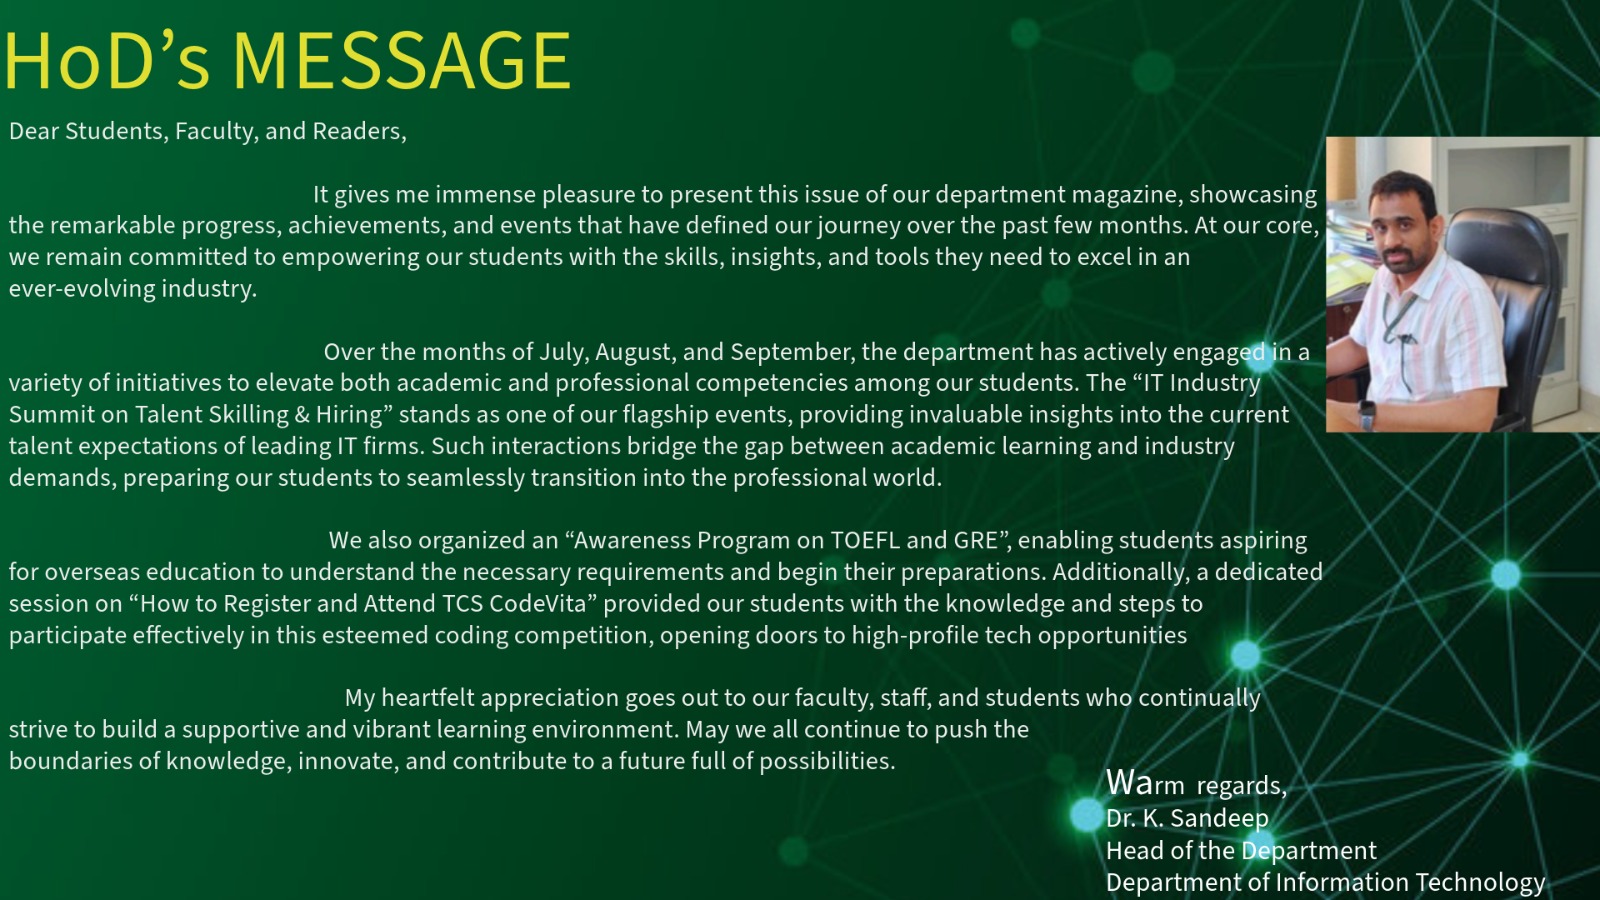 HoD’s MESSAGE
Dear Students, Faculty, and Readers,
It gives me immense pleasure to present this issue of our department magazine, showcasing
the remarkable progress, achievements, and events that have defined our journey over the past few months. At our core,
we remain committed to empowering our students with the skills, insights, and tools they need to excel in an
ever-evolving industry.
Over the months of July, August, and September, the department has actively engaged in a
variety of initiatives to elevate both academic and professional competencies among our students. The “IT Industry
Summit on Talent Skilling & Hiring” stands as one of our flagship events, providing invaluable insights into the current
talent expectations of leading IT firms. Such interactions bridge the gap between academic learning and industry
demands, preparing our students to seamlessly transition into the professional world.
We also organized an “Awareness Program on TOEFL and GRE”, enabling students aspiring
for overseas education to understand the necessary requirements and begin their preparations. Additionally, a dedicated
session on “How to Register and Attend TCS CodeVita” provided our students with the knowledge and steps to
participate effectively in this esteemed coding competition, opening doors to high-profile tech opportunities
My heartfelt appreciation goes out to our faculty, staff, and students who continually
strive to build a supportive and vibrant learning environment. May we all continue to push the
boundaries of knowledge, innovate, and contribute to a future full of possibilities.
Warm regards,
Dr. K. Sandeep
Head of the Department
Department of Information Technology